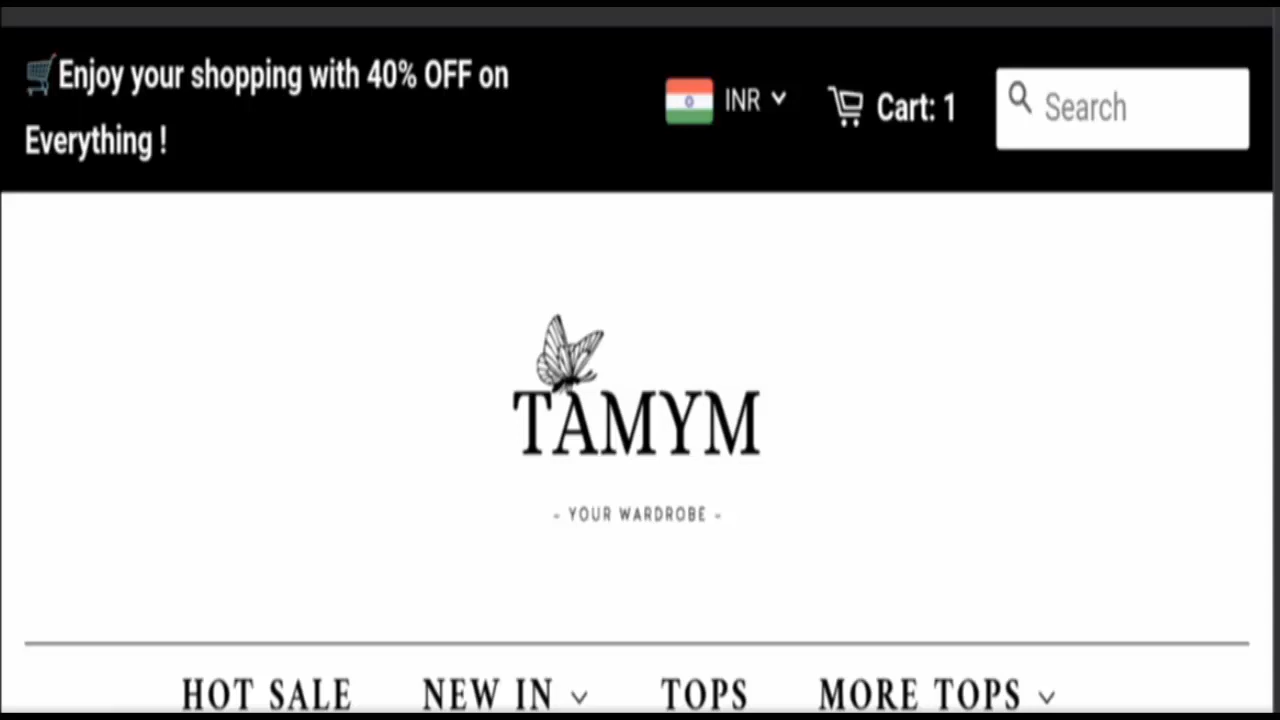 🛒Enjoy your shopping with 40% OFF on
Everything !
INR
Cart: 1
Search
TAMYM
- YOUR WARDROBE -
HOT SALE NEW IN TOPS MORE TOPS